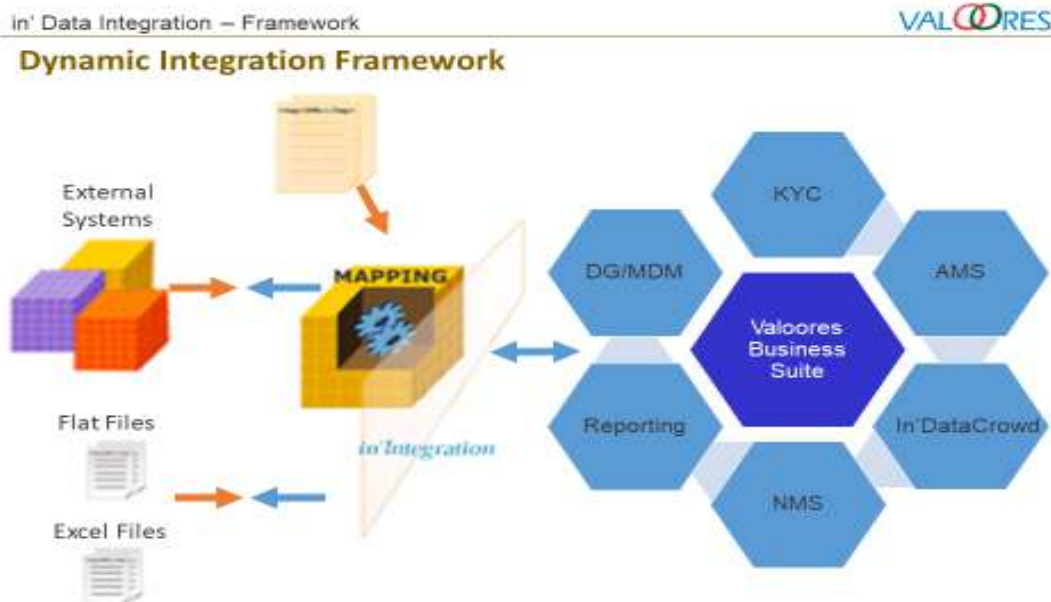 in' Data Integration – Framework
VALOORES
Dynamic Integration Framework
External
Systems
MAPPING
Flat Files
Excel Files
in'Integration
KYC
DG/MDM
AMS
Valoores
Business
Suite
Reporting
In'DataCrowd
NMS